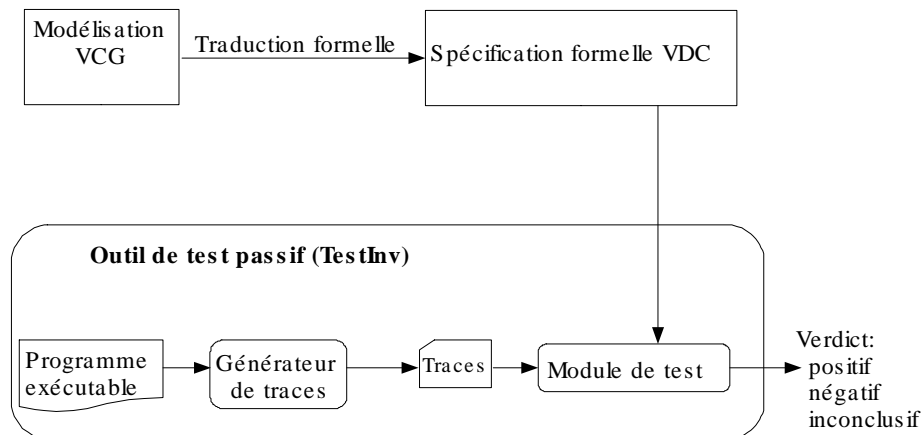 Modélisation
VCG
Traduction formelle
Spécification formelle VDC
Outil de test passif (TestInv)
Programme
exécutable
Générateur
de traces
Traces
Module de test
Verdict:
positif
négatif
inconclusif